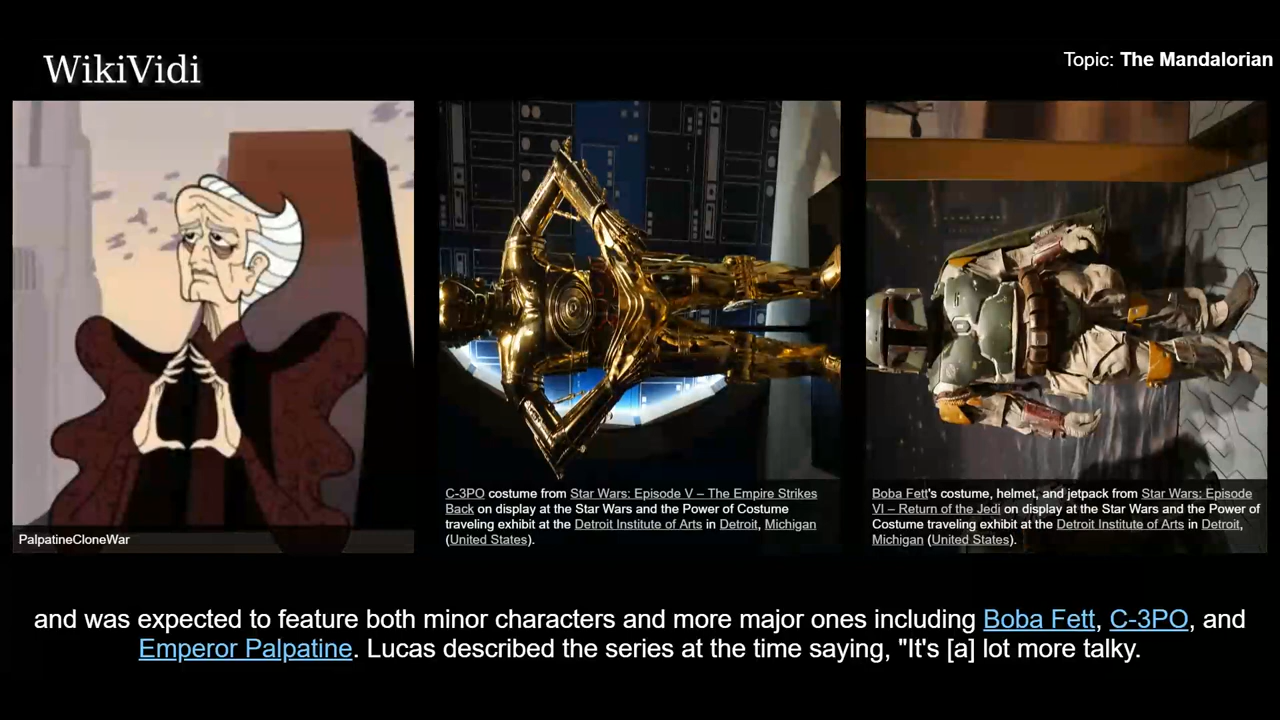 WikiVidi
Topic: The Mandalorian
PalpatineCloneWar
C-3PO costume from Star Wars: Episode V – The Empire Strikes
Back on display at the Star Wars and the Power of Costume
traveling exhibit at the Detroit Institute of Arts in Detroit, Michigan
(United States).
Boba Fett's costume, helmet, and jetpack from Star Wars: Episode
VI – Return of the Jedi on display at the Star Wars and the Power of
Costume traveling exhibit at the Detroit Institute of Arts in Detroit,
Michigan (United States).
and was expected to feature both minor characters and more major ones including Boba Fett, C-3PO, and
Emperor Palpatine. Lucas described the series at the time saying, "It's [a] lot more talky.